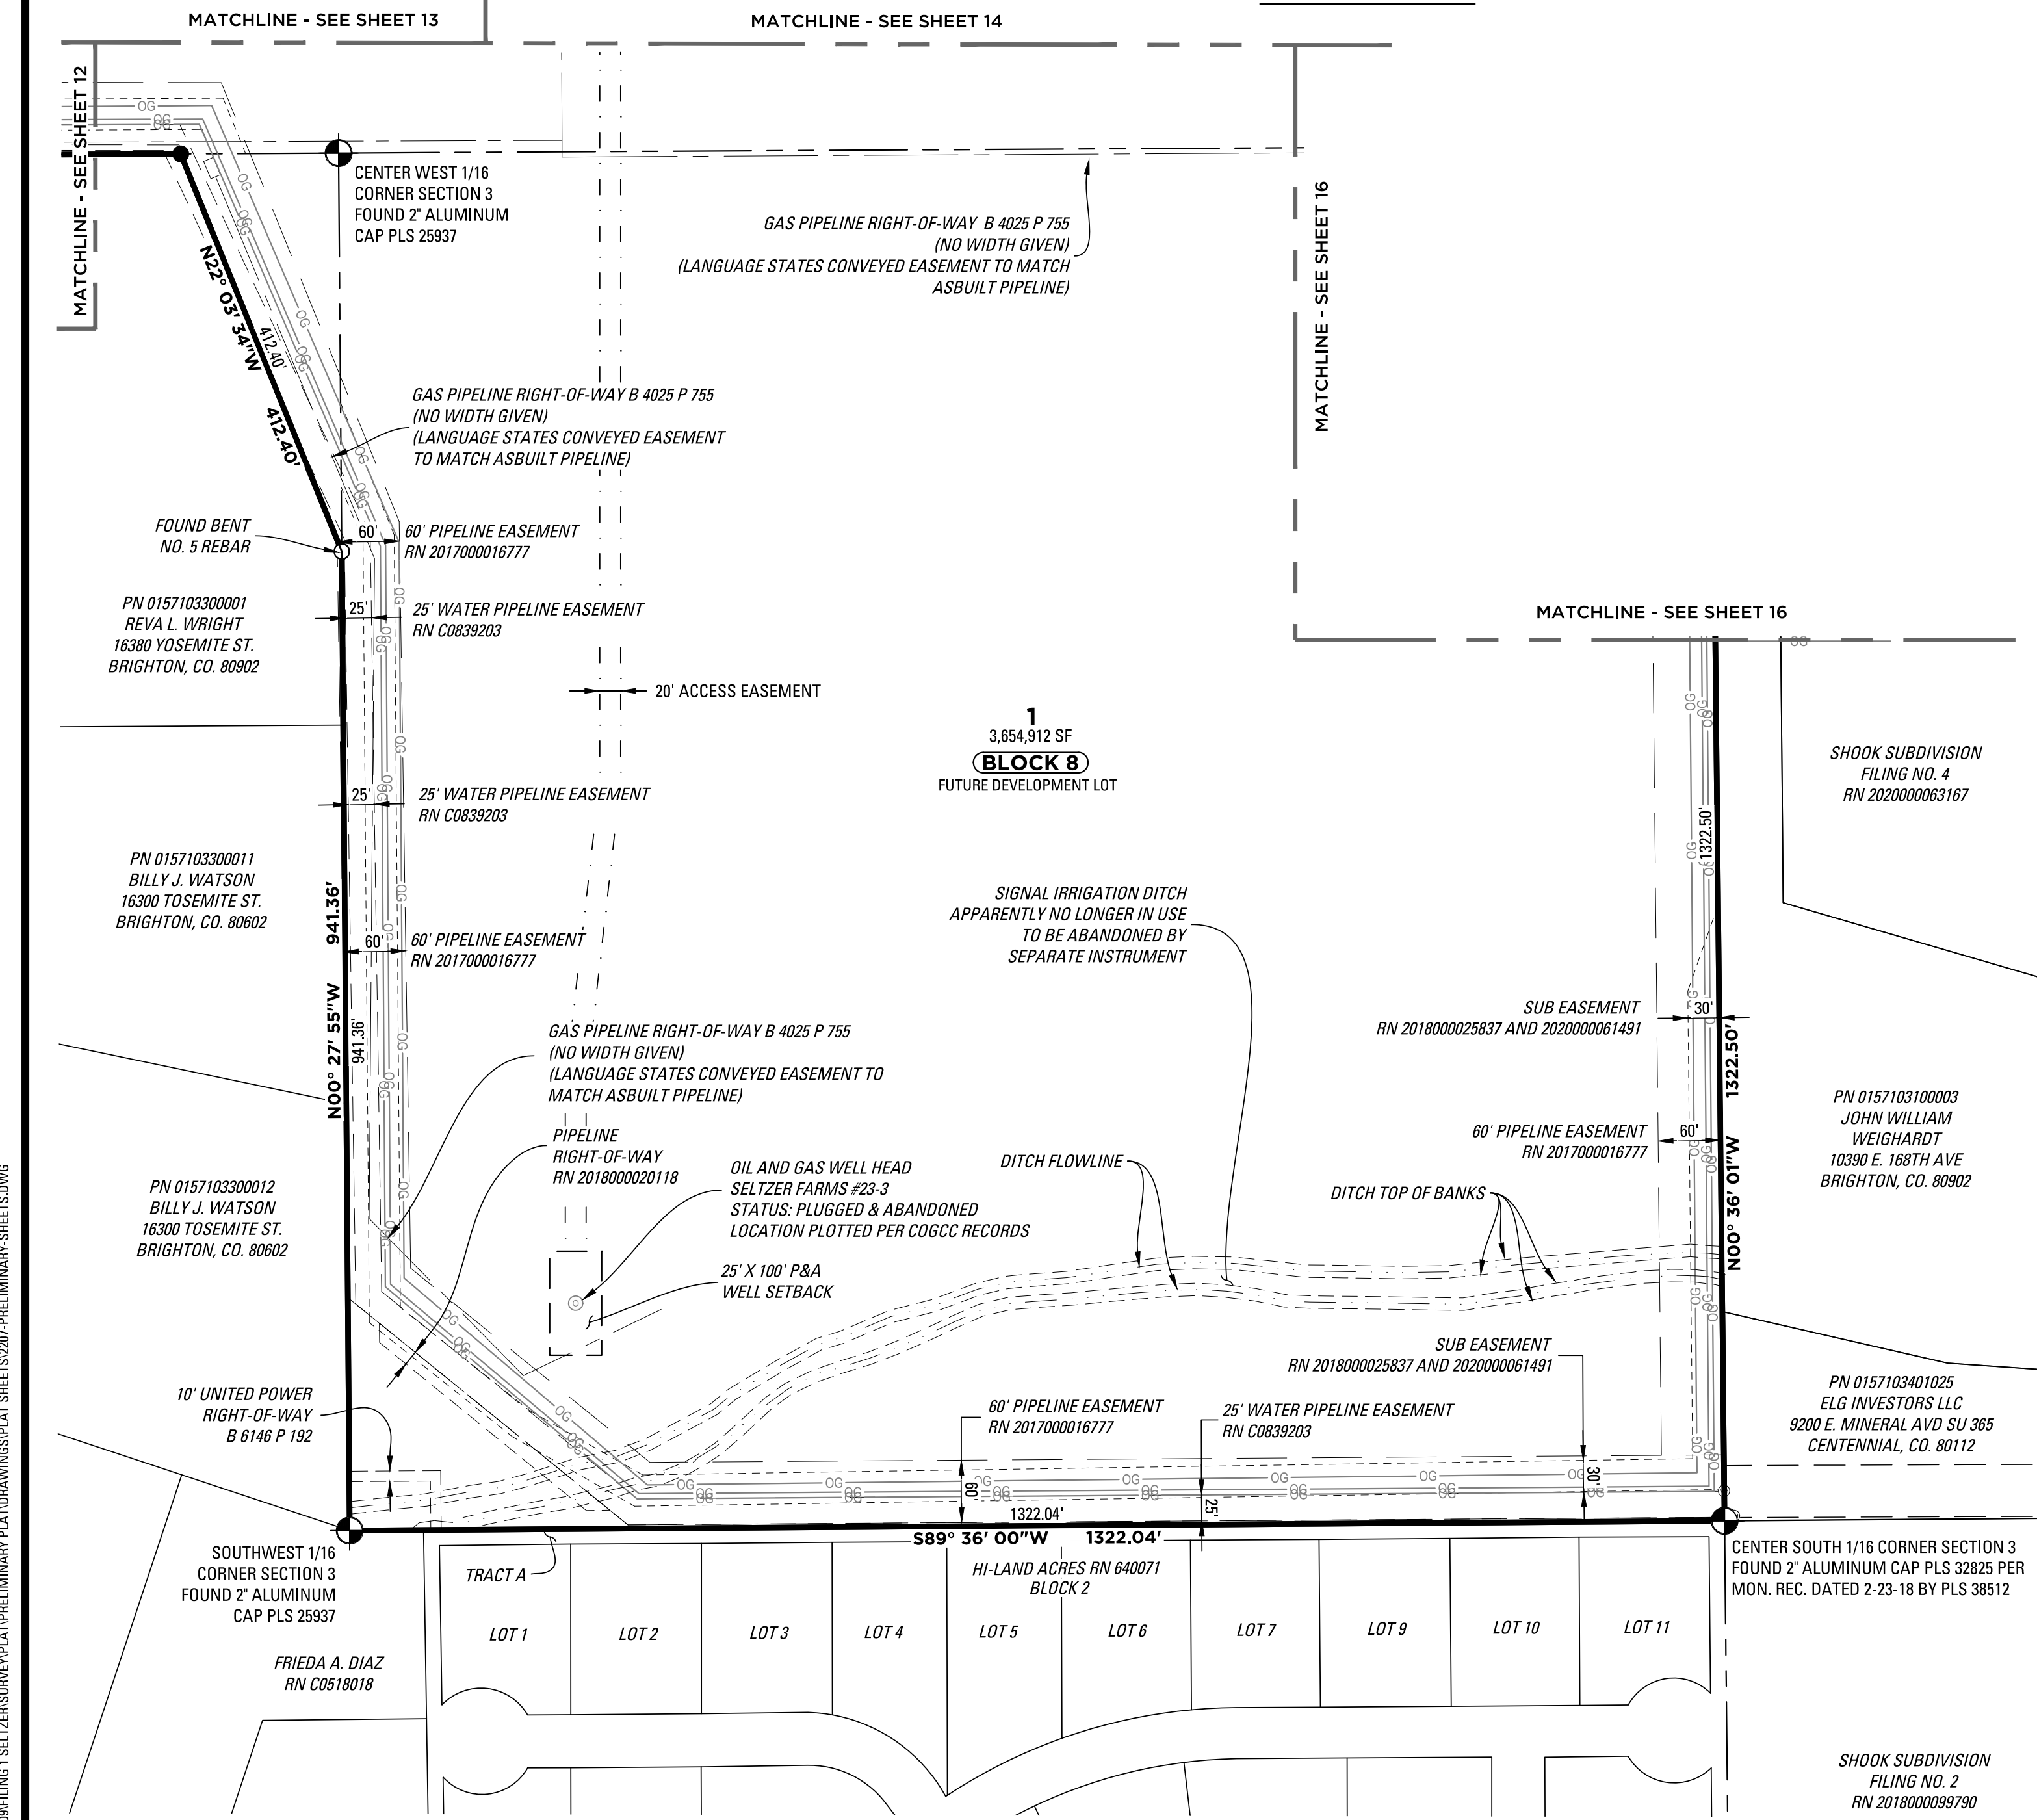 MATCHLINE - SEE SHEET 13
MATCHLINE - SEE SHEET 14
MATCHLINE - SEE SHEET 12
OG
CENTER WEST 1/16
CORNER SECTION 3
FOUND 2" ALUMINUM
CAP PLS 25937
GAS PIPELINE RIGHT-OF-WAY B 4025 P 755
(NO WIDTH GIVEN)
(LANGUAGE STATES CONVEYED EASEMENT TO MATCH
ASBUILT PIPELINE)
MATCHLINE - SEE SHEET 16
N22° 03' 34"W
412.40'
412.40'
GAS PIPELINE RIGHT-OF-WAY B 4025 P 755
(NO WIDTH GIVEN)
(LANGUAGE STATES CONVEYED EASEMENT
TO MATCH ASBUILT PIPELINE)
FOUND BENT
NO. 5 REBAR
60'
60' PIPELINE EASEMENT
RN 2017000016777
PN 0157103300001
REVA L. WRIGHT
16380 YOSEMITE ST.
BRIGHTON, CO. 80902
25'
25' WATER PIPELINE EASEMENT
RN C0839203
MATCHLINE - SEE SHEET 16
20' ACCESS EASEMENT
1
3,654,912 SF
BLOCK 8
FUTURE DEVELOPMENT LOT
SHOOK SUBDIVISION
FILING NO. 4
RN 2020000063167
25'
25' WATER PIPELINE EASEMENT
RN C0839203
1322.50'
PN 0157103300011
BILLY J. WATSON
16300 TOSEMITE ST.
BRIGHTON, CO. 80602
941.36'
N00° 27' 55"W
941.36'
60'
60' PIPELINE EASEMENT
RN 2017000016777
SIGNAL IRRIGATION DITCH
APPARENTLY NO LONGER IN USE
TO BE ABANDONED BY
SEPARATE INSTRUMENT
SUB EASEMENT
RN 2018000025837 AND 2020000061491
30'
1322.50'
N00° 36' 01"W
GAS PIPELINE RIGHT-OF-WAY B 4025 P 755
(NO WIDTH GIVEN)
(LANGUAGE STATES CONVEYED EASEMENT TO
MATCH ASBUILT PIPELINE)
PN 0157103100003
JOHN WILLIAM
WEIGHARDT
10390 E. 168TH AVE
BRIGHTON, CO. 80902
60' PIPELINE EASEMENT
RN 2017000016777
60'
PIPELINE
RIGHT-OF-WAY
RN 2018000020118
OIL AND GAS WELL HEAD
SELTZER FARMS #23-3
STATUS: PLUGGED & ABANDONED
LOCATION PLOTTED PER COGCC RECORDS
DITCH FLOWLINE
DITCH TOP OF BANKS
PN 0157103300012
BILLY J. WATSON
16300 TOSEMITE ST.
BRIGHTON, CO. 80602
25' X 100' P&A
WELL SETBACK
SUB EASEMENT
RN 2018000025837 AND 2020000061491
10' UNITED POWER
RIGHT-OF-WAY
B 6146 P 192
60' PIPELINE EASEMENT
RN 2017000016777
25' WATER PIPELINE EASEMENT
RN C0839203
PN 0157103401025
ELG INVESTORS LLC
9200 E. MINERAL AVD SU 365
CENTENNIAL, CO. 80112
60'
25'
30'
1322.04'
S89° 36' 00"W 1322.04'
SOUTHWEST 1/16
CORNER SECTION 3
FOUND 2" ALUMINUM
CAP PLS 25937
TRACT A
HI-LAND ACRES RN 640071
BLOCK 2
CENTER SOUTH 1/16 CORNER SECTION 3
FOUND 2" ALUMINUM CAP PLS 32825 PER
MON. REC. DATED 2-23-18 BY PLS 38512
LOT 1
LOT 2
LOT 3
LOT 4
LOT 5
LOT 6
LOT 7
LOT 9
LOT 10
LOT 11
FRIEDA A. DIAZ
RN C0518018
SHOOK SUBDIVISION
FILING NO. 2
RN 2018000099790
FILING 1 SELTZER\SURVEY\PLAT\PRELIMINARY PLAT\DRAWINGS\PLAT SHEETS\2207-PRELIMINARY-SHEETS.DWG